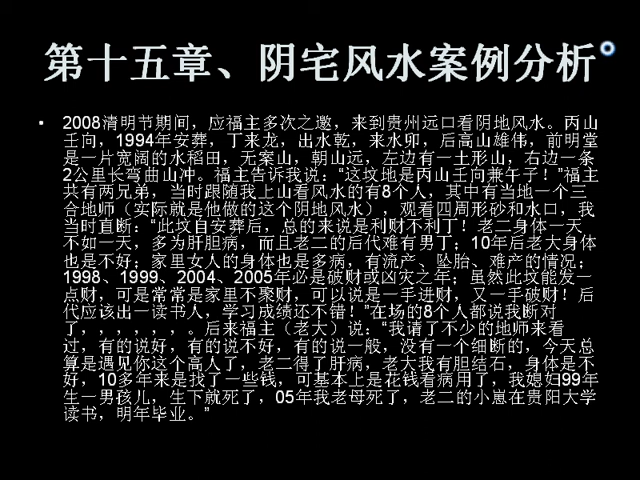 第十五章、阴宅风水案例分析
• 2008清明节期间，应福主多次之邀，来到贵州远口看阴地风水。丙山
壬向，1994年安葬，丁来龙，出水乾，来水卯，后高山雄伟，前明堂
是一片宽阔的水稻田，无案山，朝山远，左边有一土形山，右边一条
2公里长弯曲山冲。福主告诉我说：“这坟地是丙山壬向兼午子！”福主
共有两兄弟，当时跟随我上山看风水的有8个人，其中有当地一个三
合地师（实际就是他做的这个阴地风水），观看四周形砂和水口，我
当时直断：“此坟自安葬后，总的来说是利财不利丁！老二身体一天
不如一天，多为肝胆病，而且老二的后代难有男丁；10年后老大身体
也是不好；家里女人的身体也是多病，有流产、坠胎、难产的情况；
1998、1999、2004、2005年必是破财或凶灾之年；虽然此坟能发一
点财，可是常常是家里不聚财，可以说是一手进财，又一手破财！后
代应该出一读书人，学习成绩还不错！”在场的8个人都说我断对
了，，，，，，。后来福主（老大）说：“我请了不少的地师来看
过，有的说好，有的说不好，有的说一般，没有一个细断的，今天总
算是遇见你这个高人了，老二得了肝病，老大我有胆结石，身体是不
好，10多年来是找了一些钱，可基本上是花钱看病用了，我媳妇99年
生一男孩儿，生下就死了，05年我老母死了，老二的小崽在贵阳大学
读书，明年毕业。”